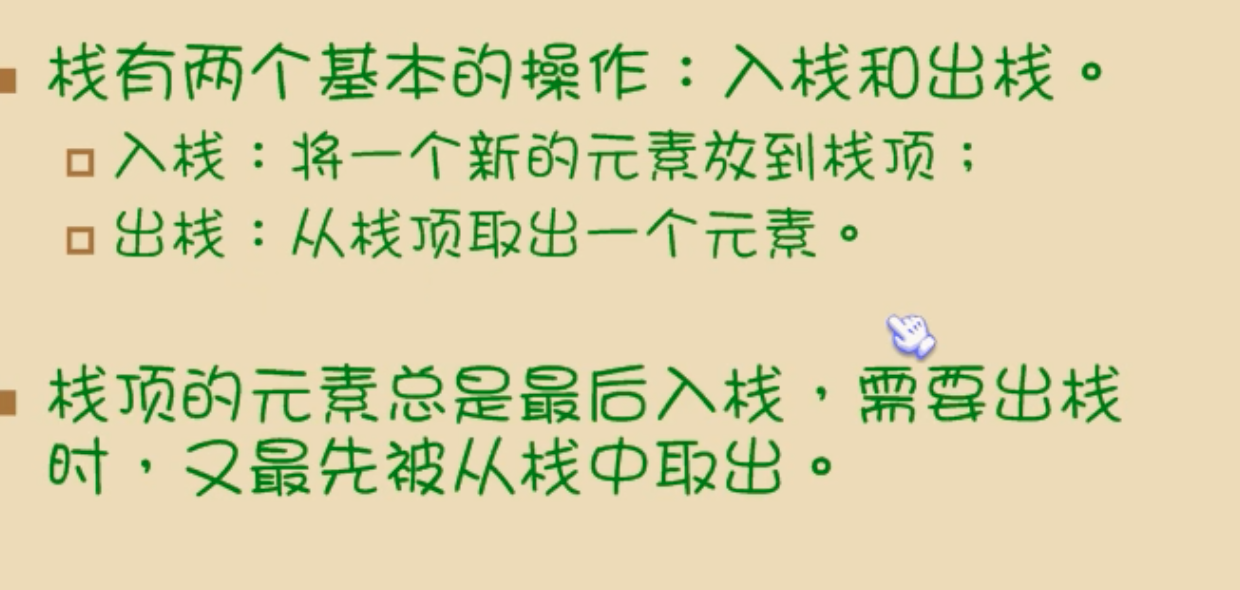 栈有两个基本的操作：入栈和出栈。
入栈：将一个新的元素放到栈顶；
出栈：从栈顶取出一个元素。
栈顶的元素总是最后入栈，需要出栈
时，又最先被从栈中取出。